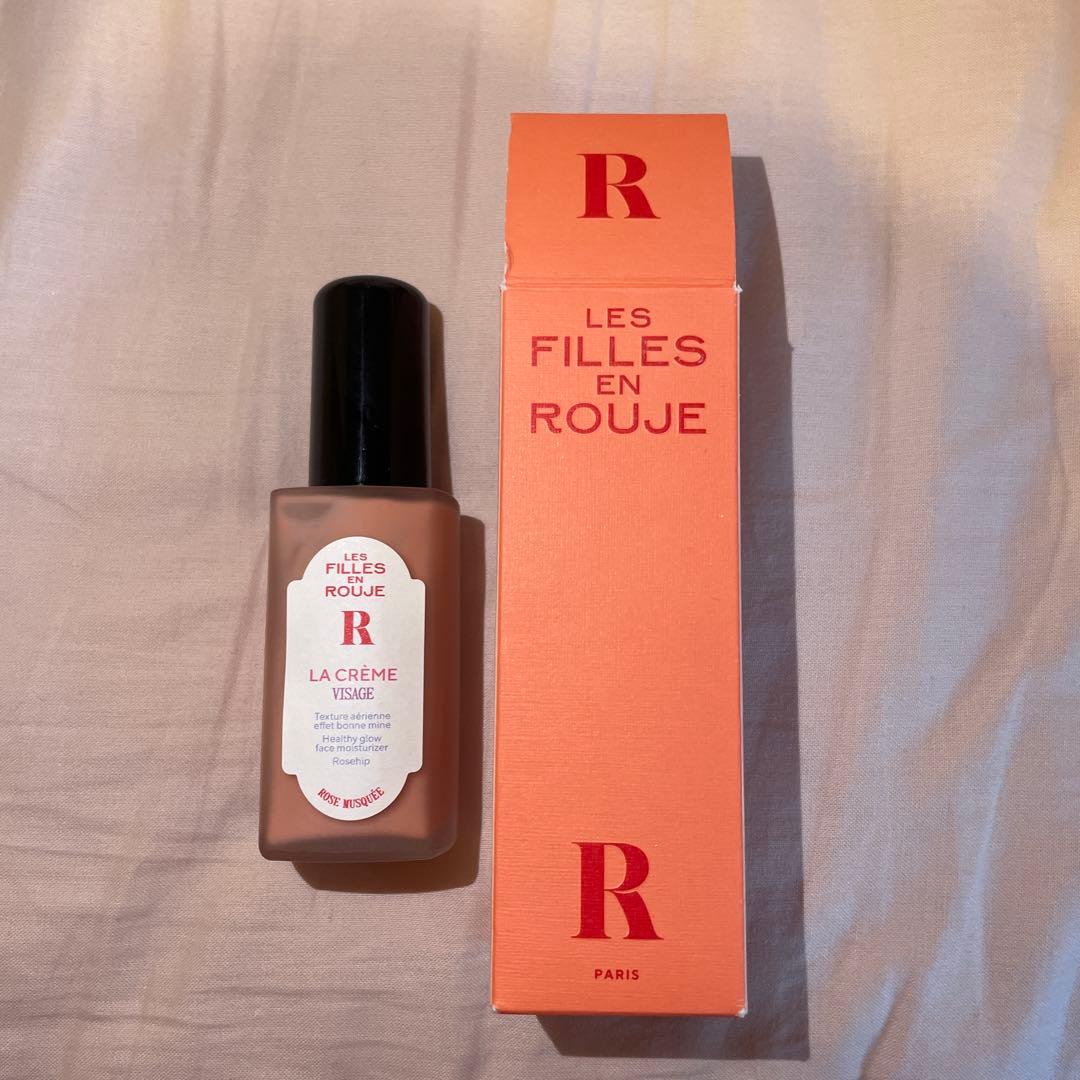 LES
FILLES
EN
ROUJE
R
LA CRÈME
VISAGE
Texture aérienne
effet bonne mine
Healthy glow
face moisturizer
Rosehip
ROSE MUSQUÉE
R
LES
FILLES
EN
ROUJE
R
PARIS